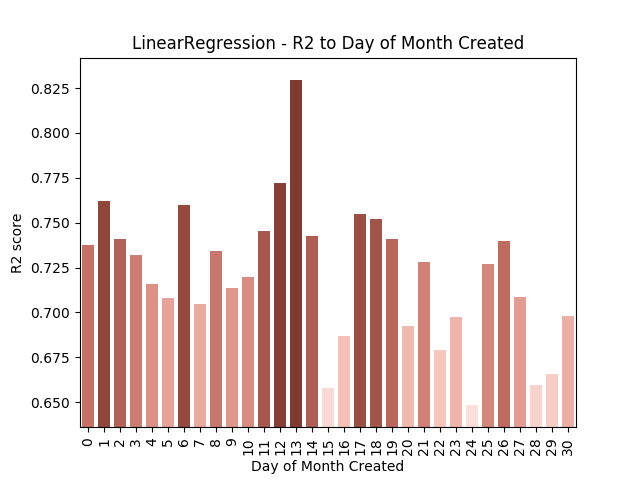 LinearRegression - R2 to Day of Month Created
R2 score
0.825
0.800
0.775
0.750
0.725
0.700
0.675
0.650
0 1 2 3 4 5 6 7 8 9 10 11 12 13 14 15 16 17 18 19 20 21 22 23 24 25 26 27 28 29 30
Day of Month Created